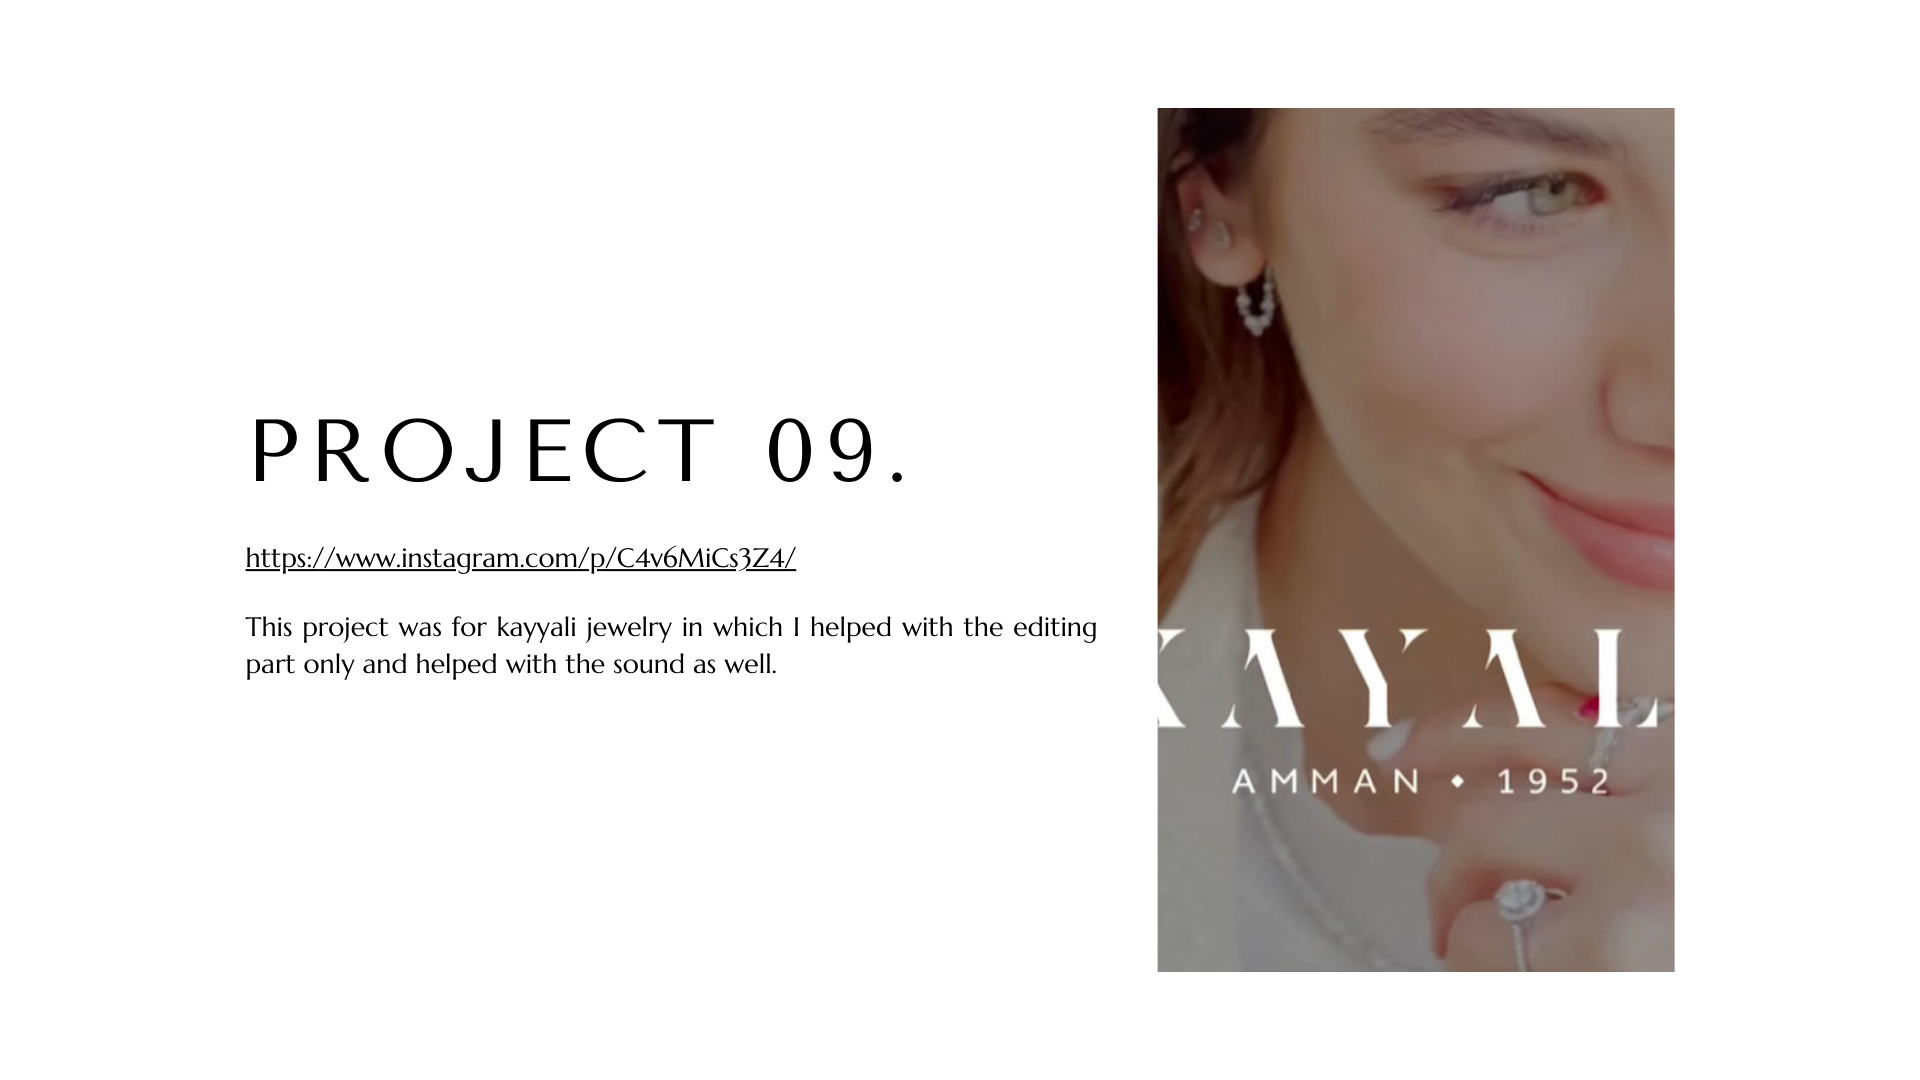 PROJECT 09.
https://www.instagram.com/p/C4v6MiCs3Z4/
This project was for kayyali jewelry in which I helped with the editing
part only and helped with the sound as well.
KAYAL
AMMAN • 1952